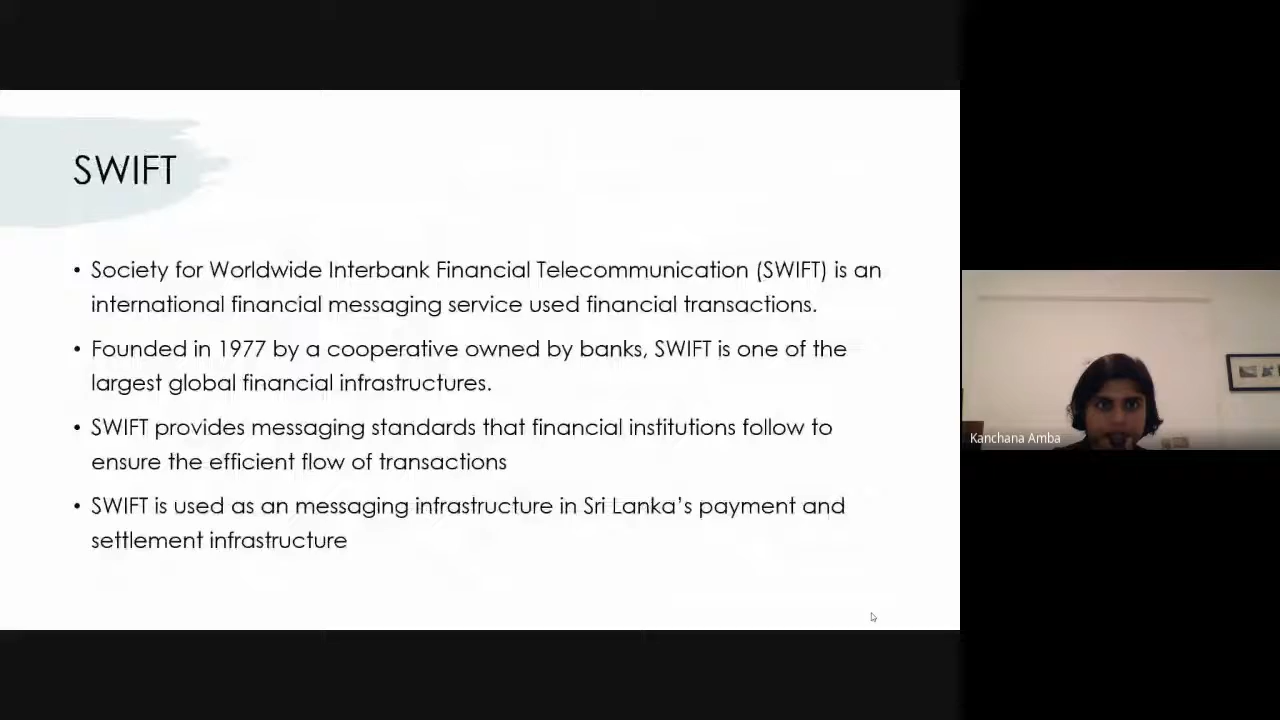 SWIFT
• Society for Worldwide Interbank Financial Telecommunication (SWIFT) is an
international financial messaging service used financial transactions.
• Founded in 1977 by a cooperative owned by banks, SWIFT is one of the
largest global financial infrastructures.
• SWIFT provides messaging standards that financial institutions follow to
ensure the efficient flow of transactions
• SWIFT is used as an messaging infrastructure in Sri Lanka’s payment and
settlement infrastructure
Kanchana Amba